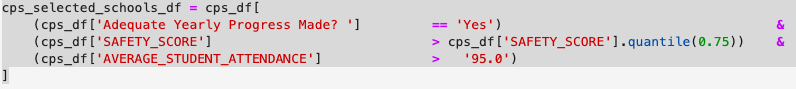 cps_selected_schools_df = cps_df[
    (cps_df['Adequate Yearly Progress Made? ']         == 'Yes')                                  &
    (cps_df['SAFETY_SCORE']                            > cps_df['SAFETY_SCORE'].quantile(0.75))    &
    (cps_df['AVERAGE_STUDENT_ATTENDANCE']              >   '95.0')
]